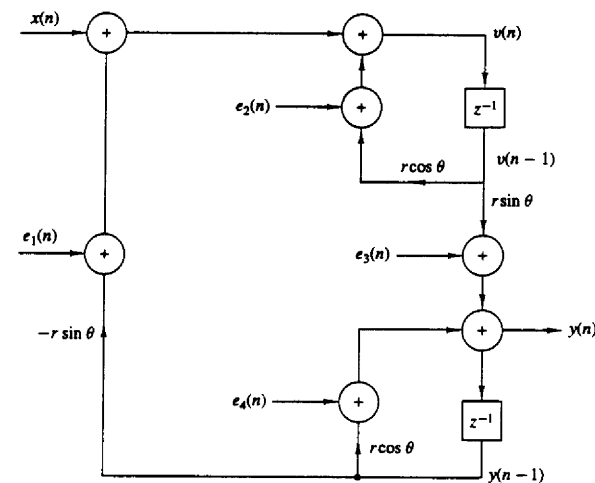 x(n)
+
+
v(n)
e₂(n)
+
z⁻¹
r cos θ
v(n − 1)
r sin θ
e₁(n)
+
e₃(n)
+
−r sin θ
+
y(n)
e₄(n)
+
z⁻¹
r cos θ
y(n − 1)